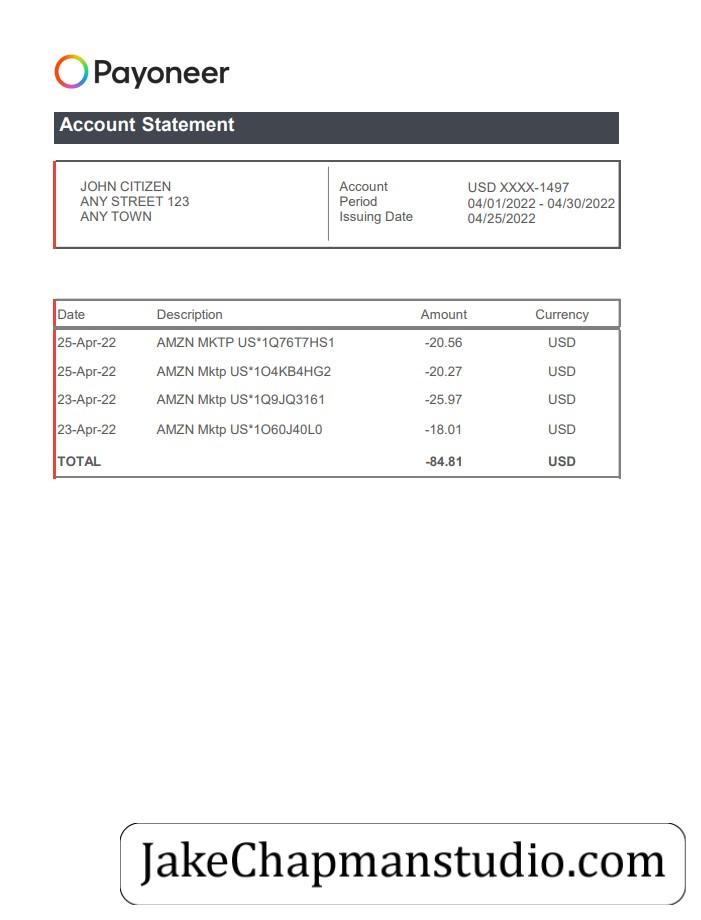 Payoneer
Account Statement
JOHN CITIZEN
ANY STREET 123
ANY TOWN
Account USD XXXX-1497
Period 04/01/2022 - 04/30/2022
Issuing Date 04/25/2022
Date Description Amount Currency
25-Apr-22 AMZN MKTP US*1Q76T7HS1 -20.56 USD
25-Apr-22 AMZN Mktp US*1O4KB4HG2 -20.27 USD
23-Apr-22 AMZN Mktp US*1Q9JQ3161 -25.97 USD
23-Apr-22 AMZN Mktp US*1O60J40L0 -18.01 USD
TOTAL -84.81 USD
JakeChapmanstudio.com